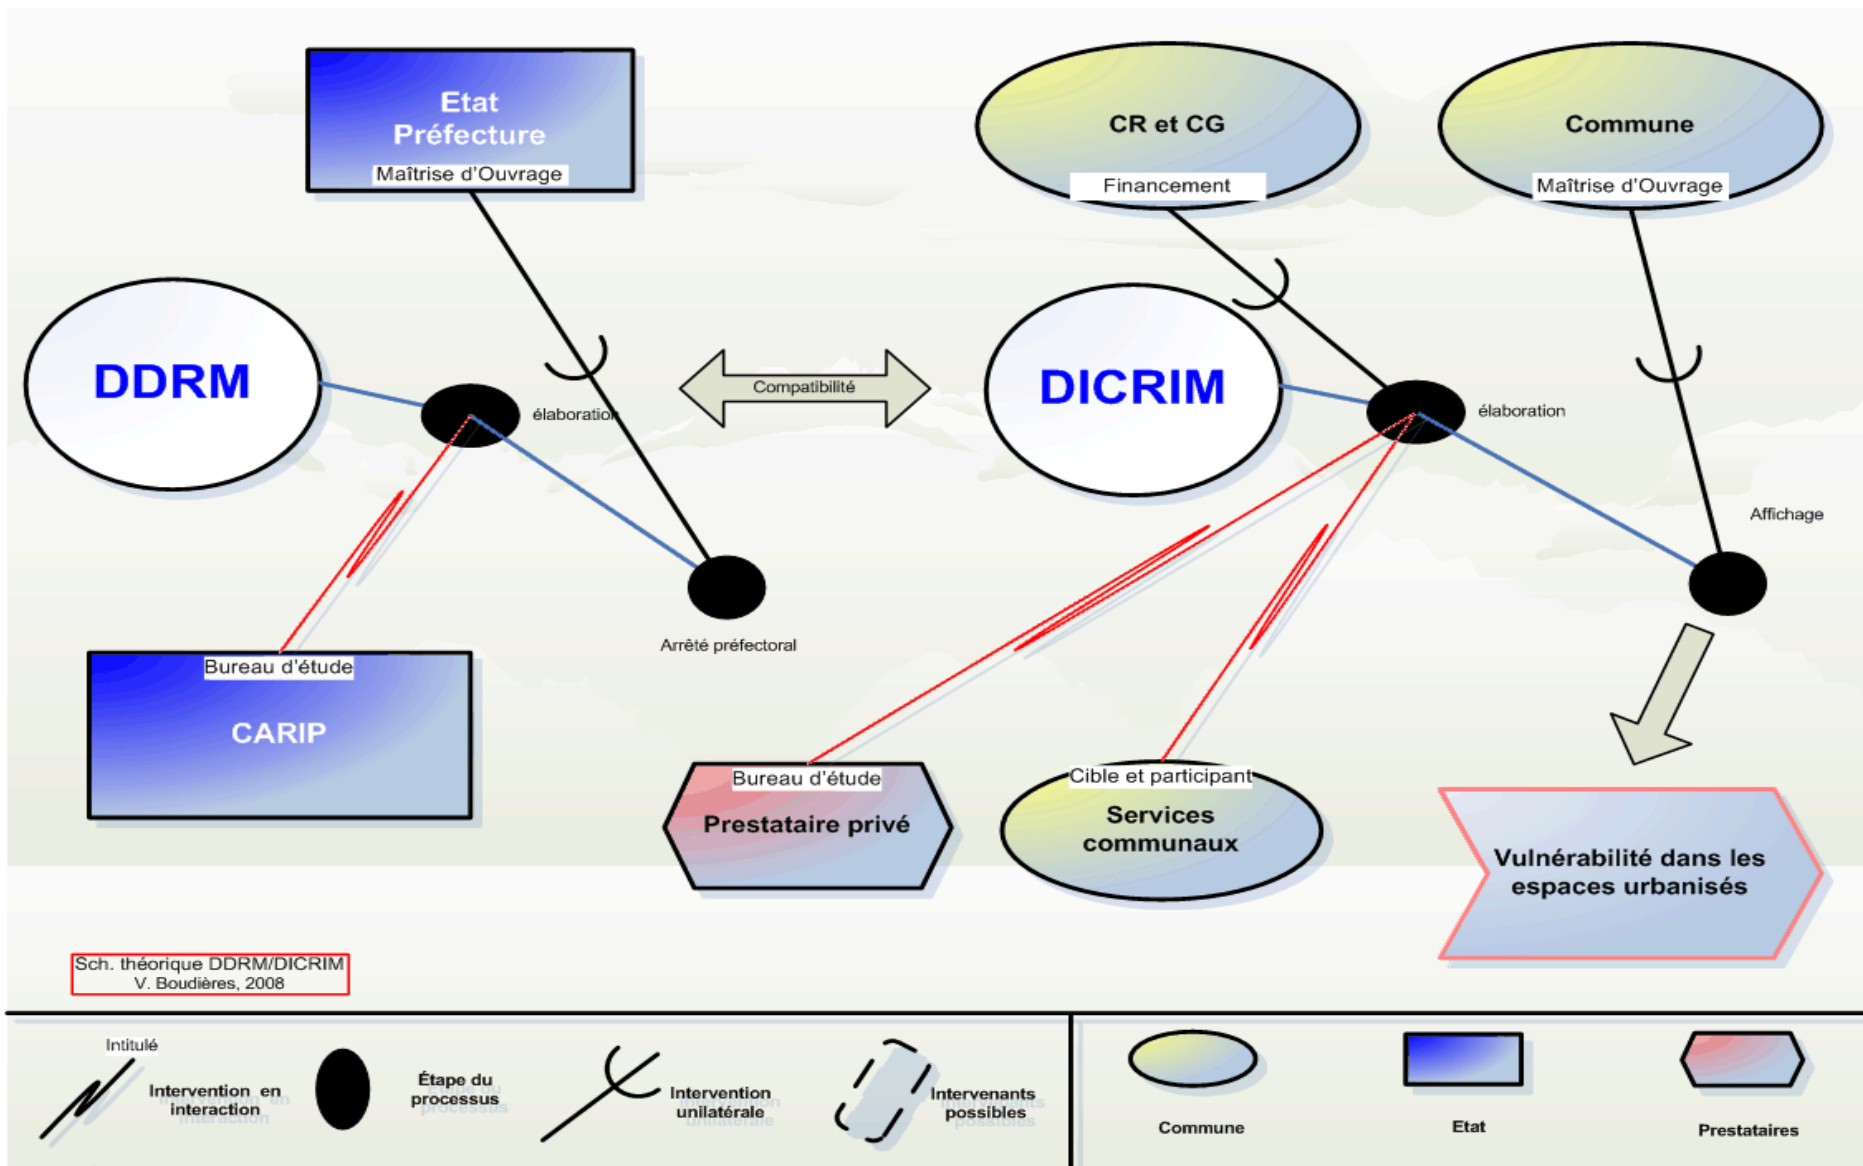 Etat
Préfecture
Maîtrise d'Ouvrage
CR et CG
Financement
Commune
Maîtrise d'Ouvrage
DDRM
élaboration
Compatibilité
DICRIM
élaboration
Affichage
Arrêté préfectoral
Bureau d'étude
CARIP
Bureau d'étude
Prestataire privé
Cible et participant
Services
communaux
Vulnérabilité dans les
espaces urbanisés
Sch. théorique DDRM/DICRIM
V. Boudières, 2008
Intitulé
Intervention en
interaction
Étape du
processus
Intervention
unilatérale
Intervenants
possibles
Commune
Etat
Prestataires